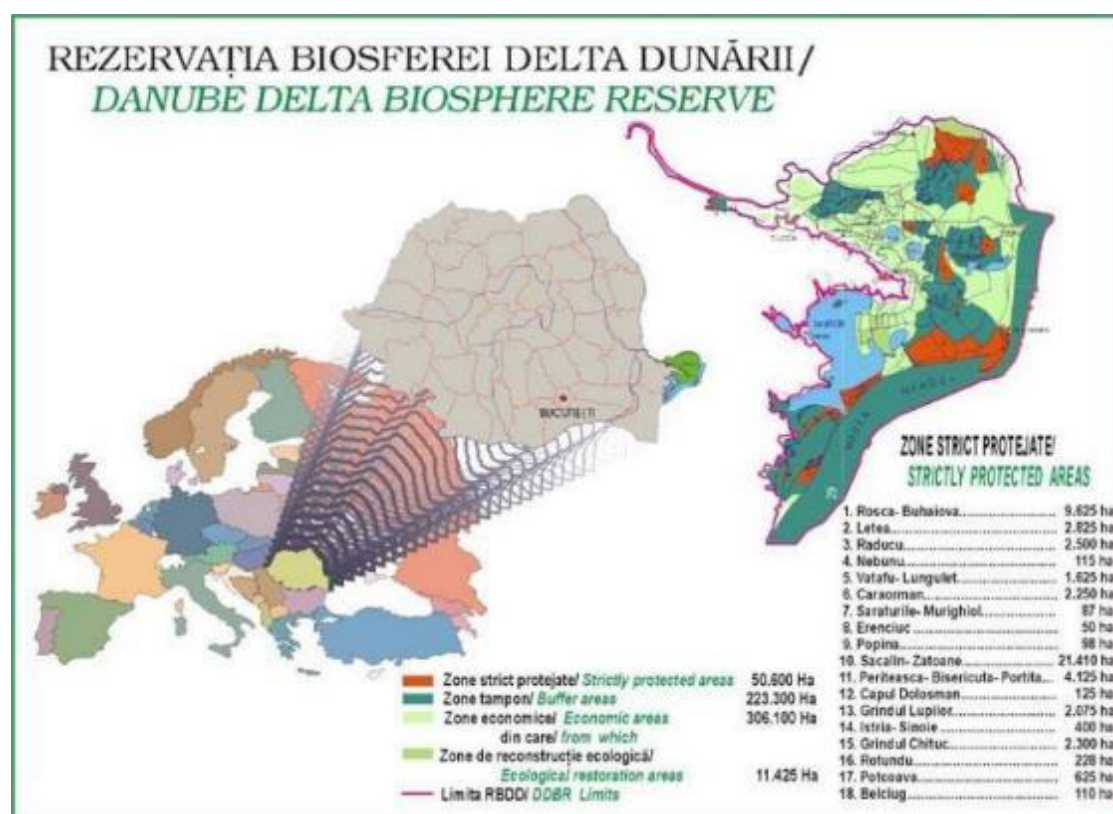 REZERVAȚIA BIOSFEREI DELTA DUNĂRII/
DANUBE DELTA BIOSPHERE RESERVE
BUCUREȘTI
MAREA NEAGRĂ
ZONE STRICT PROTEJATE/
STRICTLY PROTECTED AREAS
1. Rosca- Buhaiova 9.625 ha
2. Letea 2.825 ha
3. Raducu 2.500 ha
4. Nebunu 115 ha
5. Vatafu- Lungulet 1.625 ha
6. Caraorman 2.250 ha
7. Saraturile- Murighiol 87 ha
8. Erenciuc 50 ha
9. Popina 98 ha
10. Sacalin- Zatoane 21.410 ha
11. Periteasca- Bisericuta- Portita 4.125 ha
12. Capul Dolosman 125 ha
13. Grindul Lupilor 2.075 ha
14. Istria- Sinoie 400 ha
15. Grindul Chituc 2.300 ha
16. Rotundu 228 ha
17. Potcoava 625 ha
18. Belciug 110 ha
Zone strict protejate/ Strictly protected areas 50.600 Ha
Zone tampon/ Buffer areas 223.300 Ha
Zone economice/ Economic areas 306.100 Ha
din care/ from which
Zone de reconstrucție ecologică/
Ecological restoration areas 11.425 Ha
Limita RBDD/ DDBR Limits